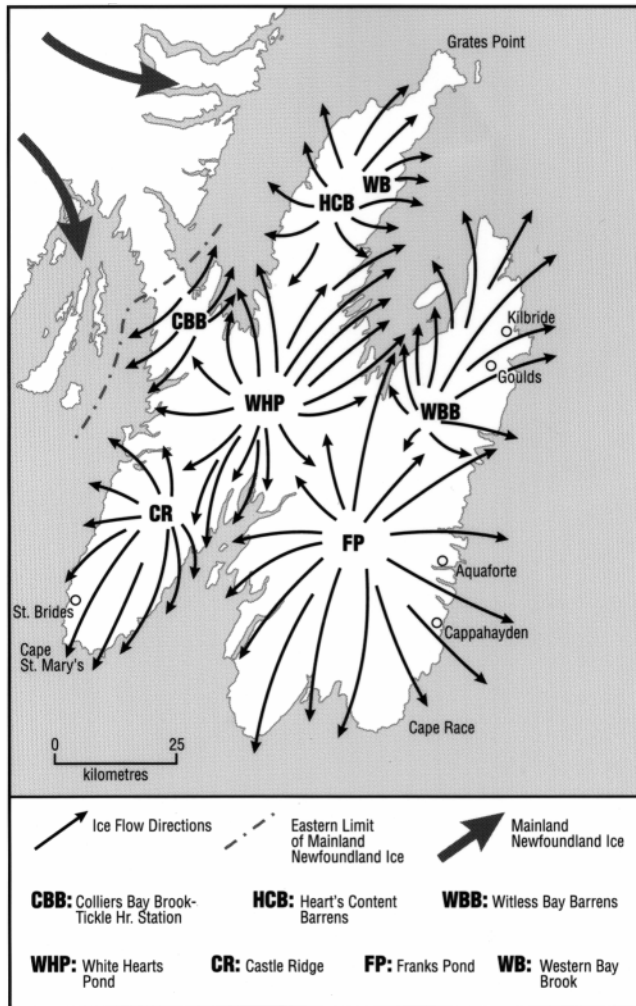 Grates Point
WB
HCB
CBB
Kilbride
Goulds
WHP
WBB
CR
FP
Aquaforte
St. Brides
Cappahayden
Cape
St. Mary's
Cape Race
0 25
kilometres
Ice Flow Directions
Eastern Limit
of Mainland
Newfoundland Ice
Mainland
Newfoundland Ice
CBB: Colliers Bay Brook-
Tickle Hr. Station
HCB: Heart's Content
Barrens
WBB: Witless Bay Barrens
WHP: White Hearts
Pond
CR: Castle Ridge
FP: Franks Pond
WB: Western Bay
Brook